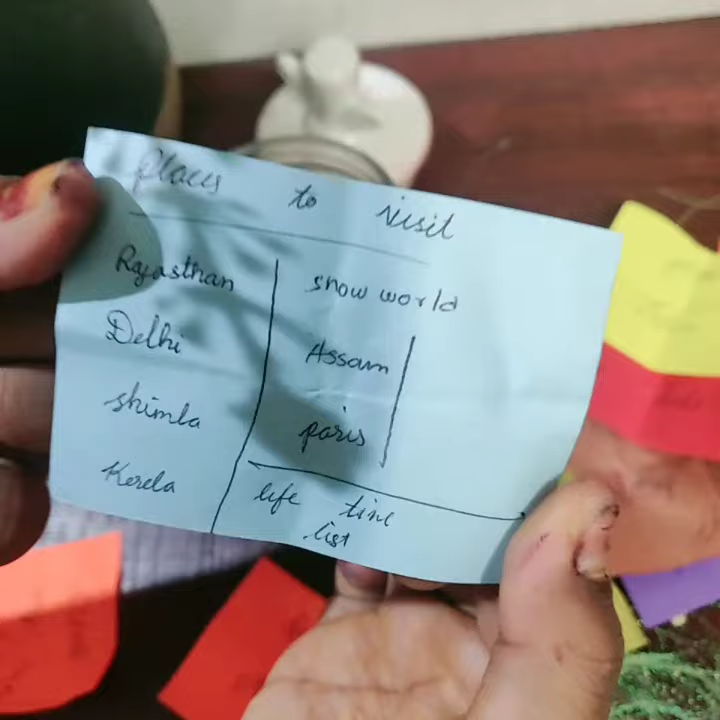 Places to visit
Rajasthan
Delhi
shimla
Kerela
snow world
Assam
paris
life time
list